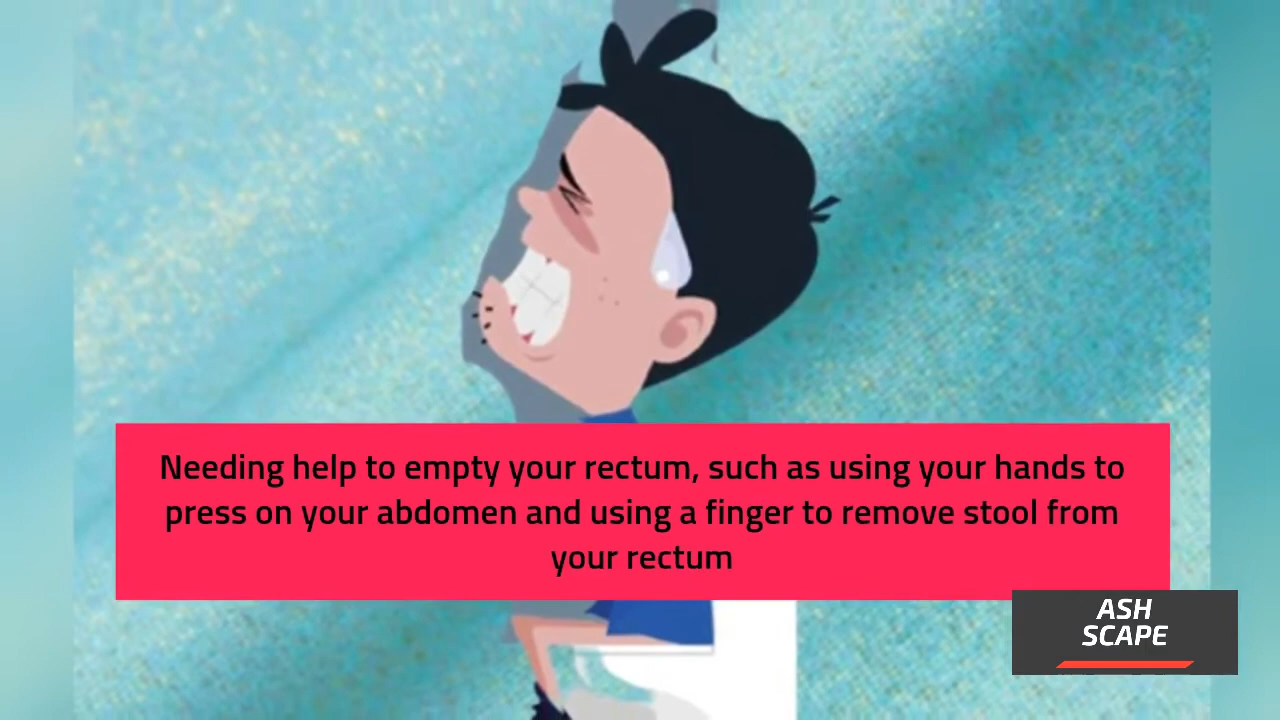 Needing help to empty your rectum, such as using your hands to
press on your abdomen and using a finger to remove stool from
your rectum
ASH
SCAPE